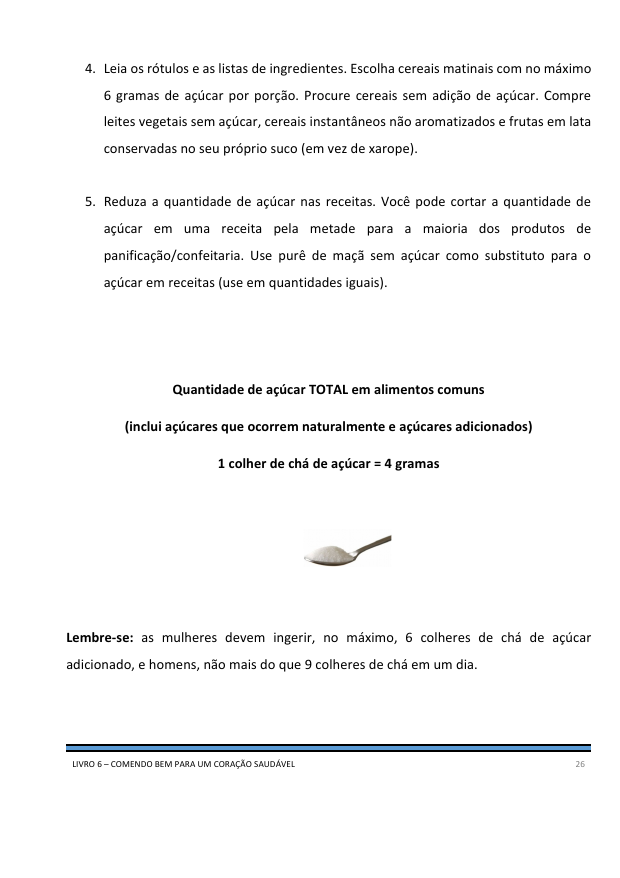 4. Leia os rótulos e as listas de ingredientes. Escolha cereais matinais com no máximo
6 gramas de açúcar por porção. Procure cereais sem adição de açúcar. Compre
leites vegetais sem açúcar, cereais instantâneos não aromatizados e frutas em lata
conservadas no seu próprio suco (em vez de xarope).
5. Reduza a quantidade de açúcar nas receitas. Você pode cortar a quantidade de
açúcar em uma receita pela metade para a maioria dos produtos de
panificação/confeitaria. Use purê de maçã sem açúcar como substituto para o
açúcar em receitas (use em quantidades iguais).
Quantidade de açúcar TOTAL em alimentos comuns
(inclui açúcares que ocorrem naturalmente e açúcares adicionados)
1 colher de chá de açúcar = 4 gramas
Lembre-se: as mulheres devem ingerir, no máximo, 6 colheres de chá de açúcar
adicionado, e homens, não mais do que 9 colheres de chá em um dia.
LIVRO 6 – COMENDO BEM PARA UM CORAÇÃO SAUDÁVEL 26